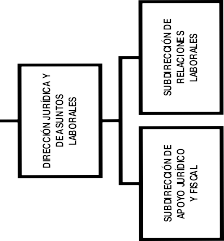 DIRECCIÓN JURÍDICA Y
DE ASUNTOS
LABORALES
SUBDIRECCIÓN DE
RELACIONES
LABORALES
SUBDIRECCIÓN DE
APOYO JURÍDICO
Y FISCAL